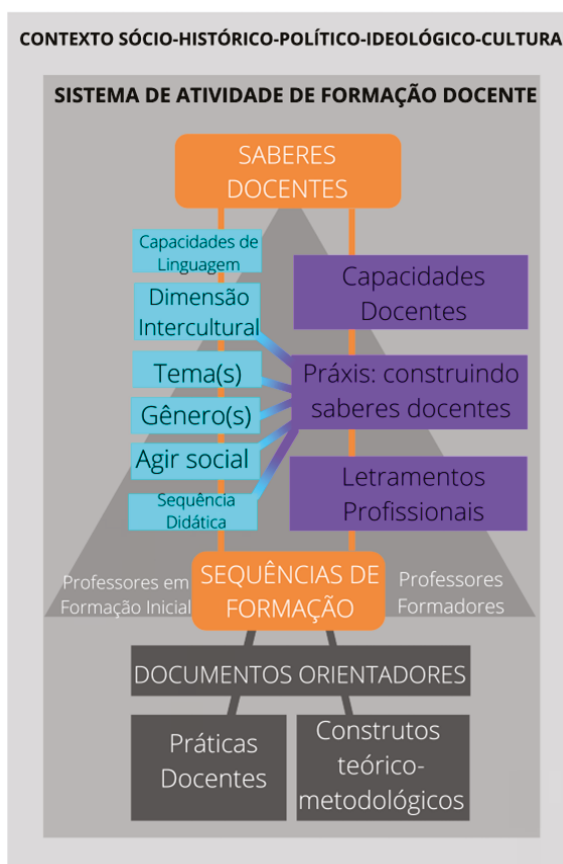 CONTEXTO SÓCIO-HISTÓRICO-POLÍTICO-IDEOLÓGICO-CULTURA
SISTEMA DE ATIVIDADE DE FORMAÇÃO DOCENTE
SABERES
DOCENTES
Capacidades de
Linguagem
Dimensão
Intercultural
Tema(s)
Gênero(s)
Agir social
Sequência
Didática
Capacidades
Docentes
Práxis: construindo
saberes docentes
Letramentos
Profissionais
Professores em
Formação Inicial
SEQUÊNCIAS DE
FORMAÇÃO
Professores
Formadores
DOCUMENTOS ORIENTADORES
Práticas
Docentes
Construtos
teórico-
metodológicos